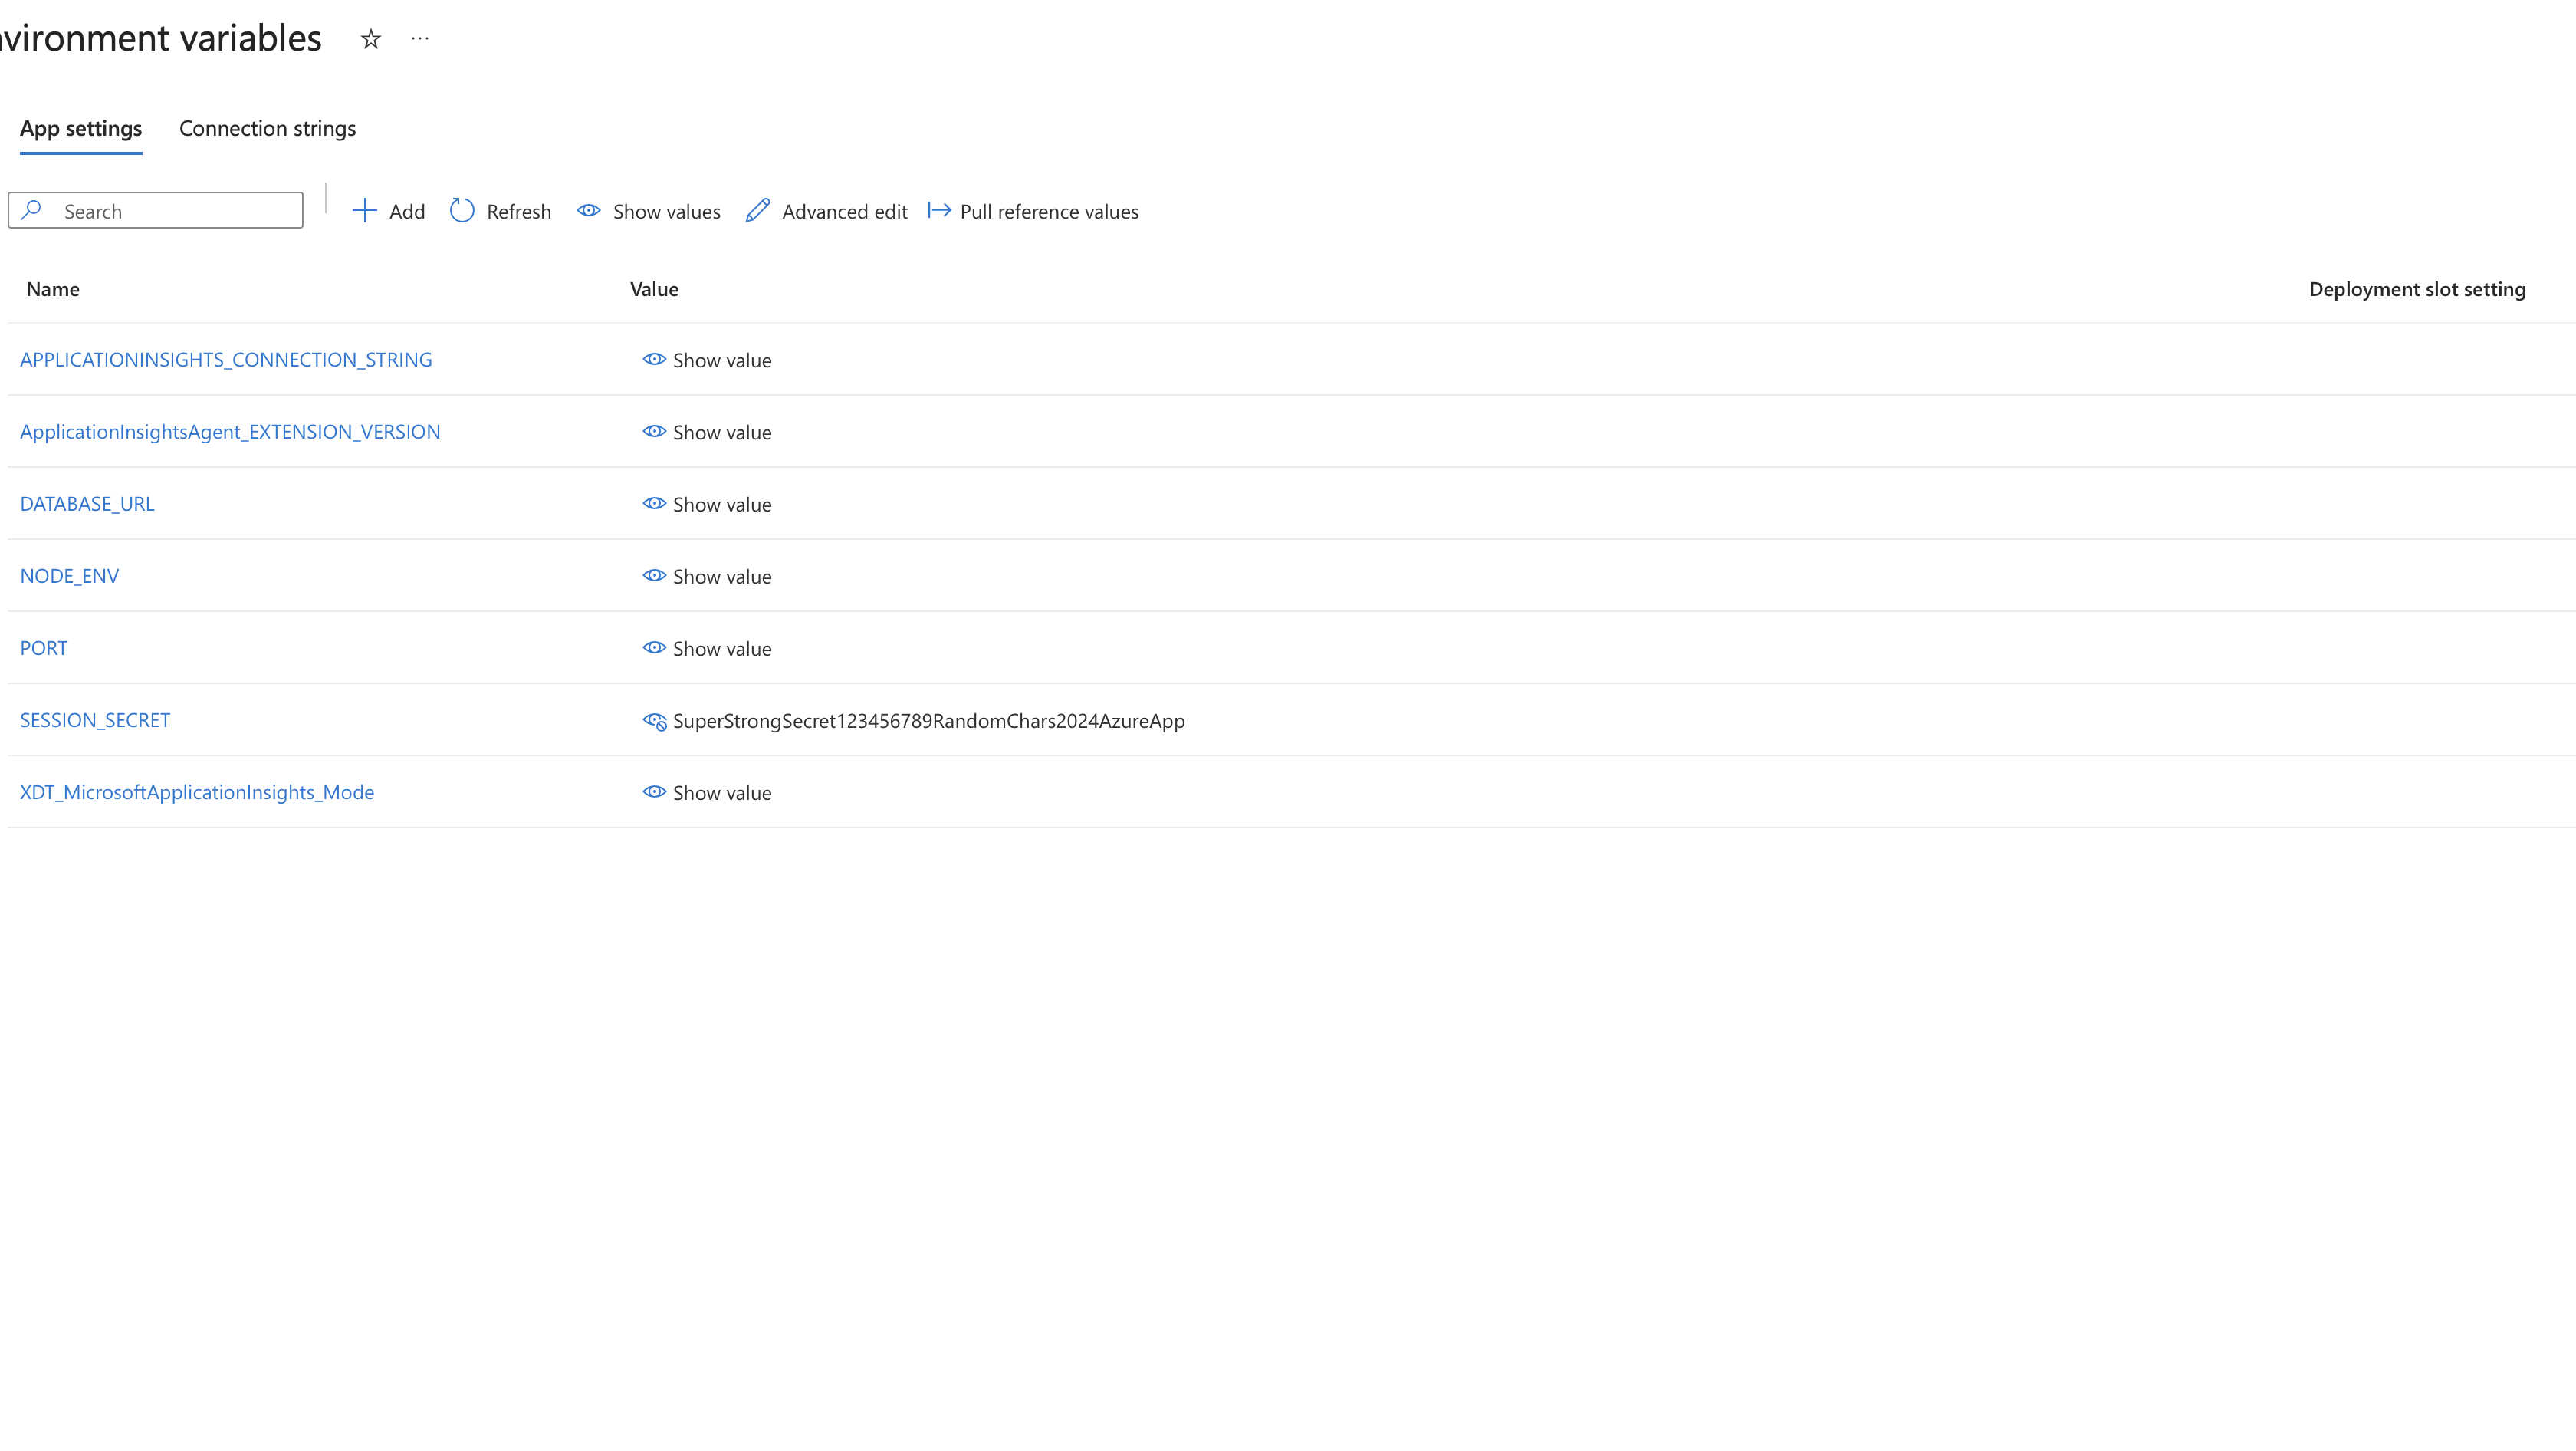 nvironment variables ...
App settings Connection strings
Search Add Refresh Show values Advanced edit Pull reference values
Name Value Deployment slot setting
APPLICATIONINSIGHTS_CONNECTION_STRING Show value
ApplicationInsightsAgent_EXTENSION_VERSION Show value
DATABASE_URL Show value
NODE_ENV Show value
PORT Show value
SESSION_SECRET SuperStrongSecret123456789RandomChars2024AzureApp
XDT_MicrosoftApplicationInsights_Mode Show value